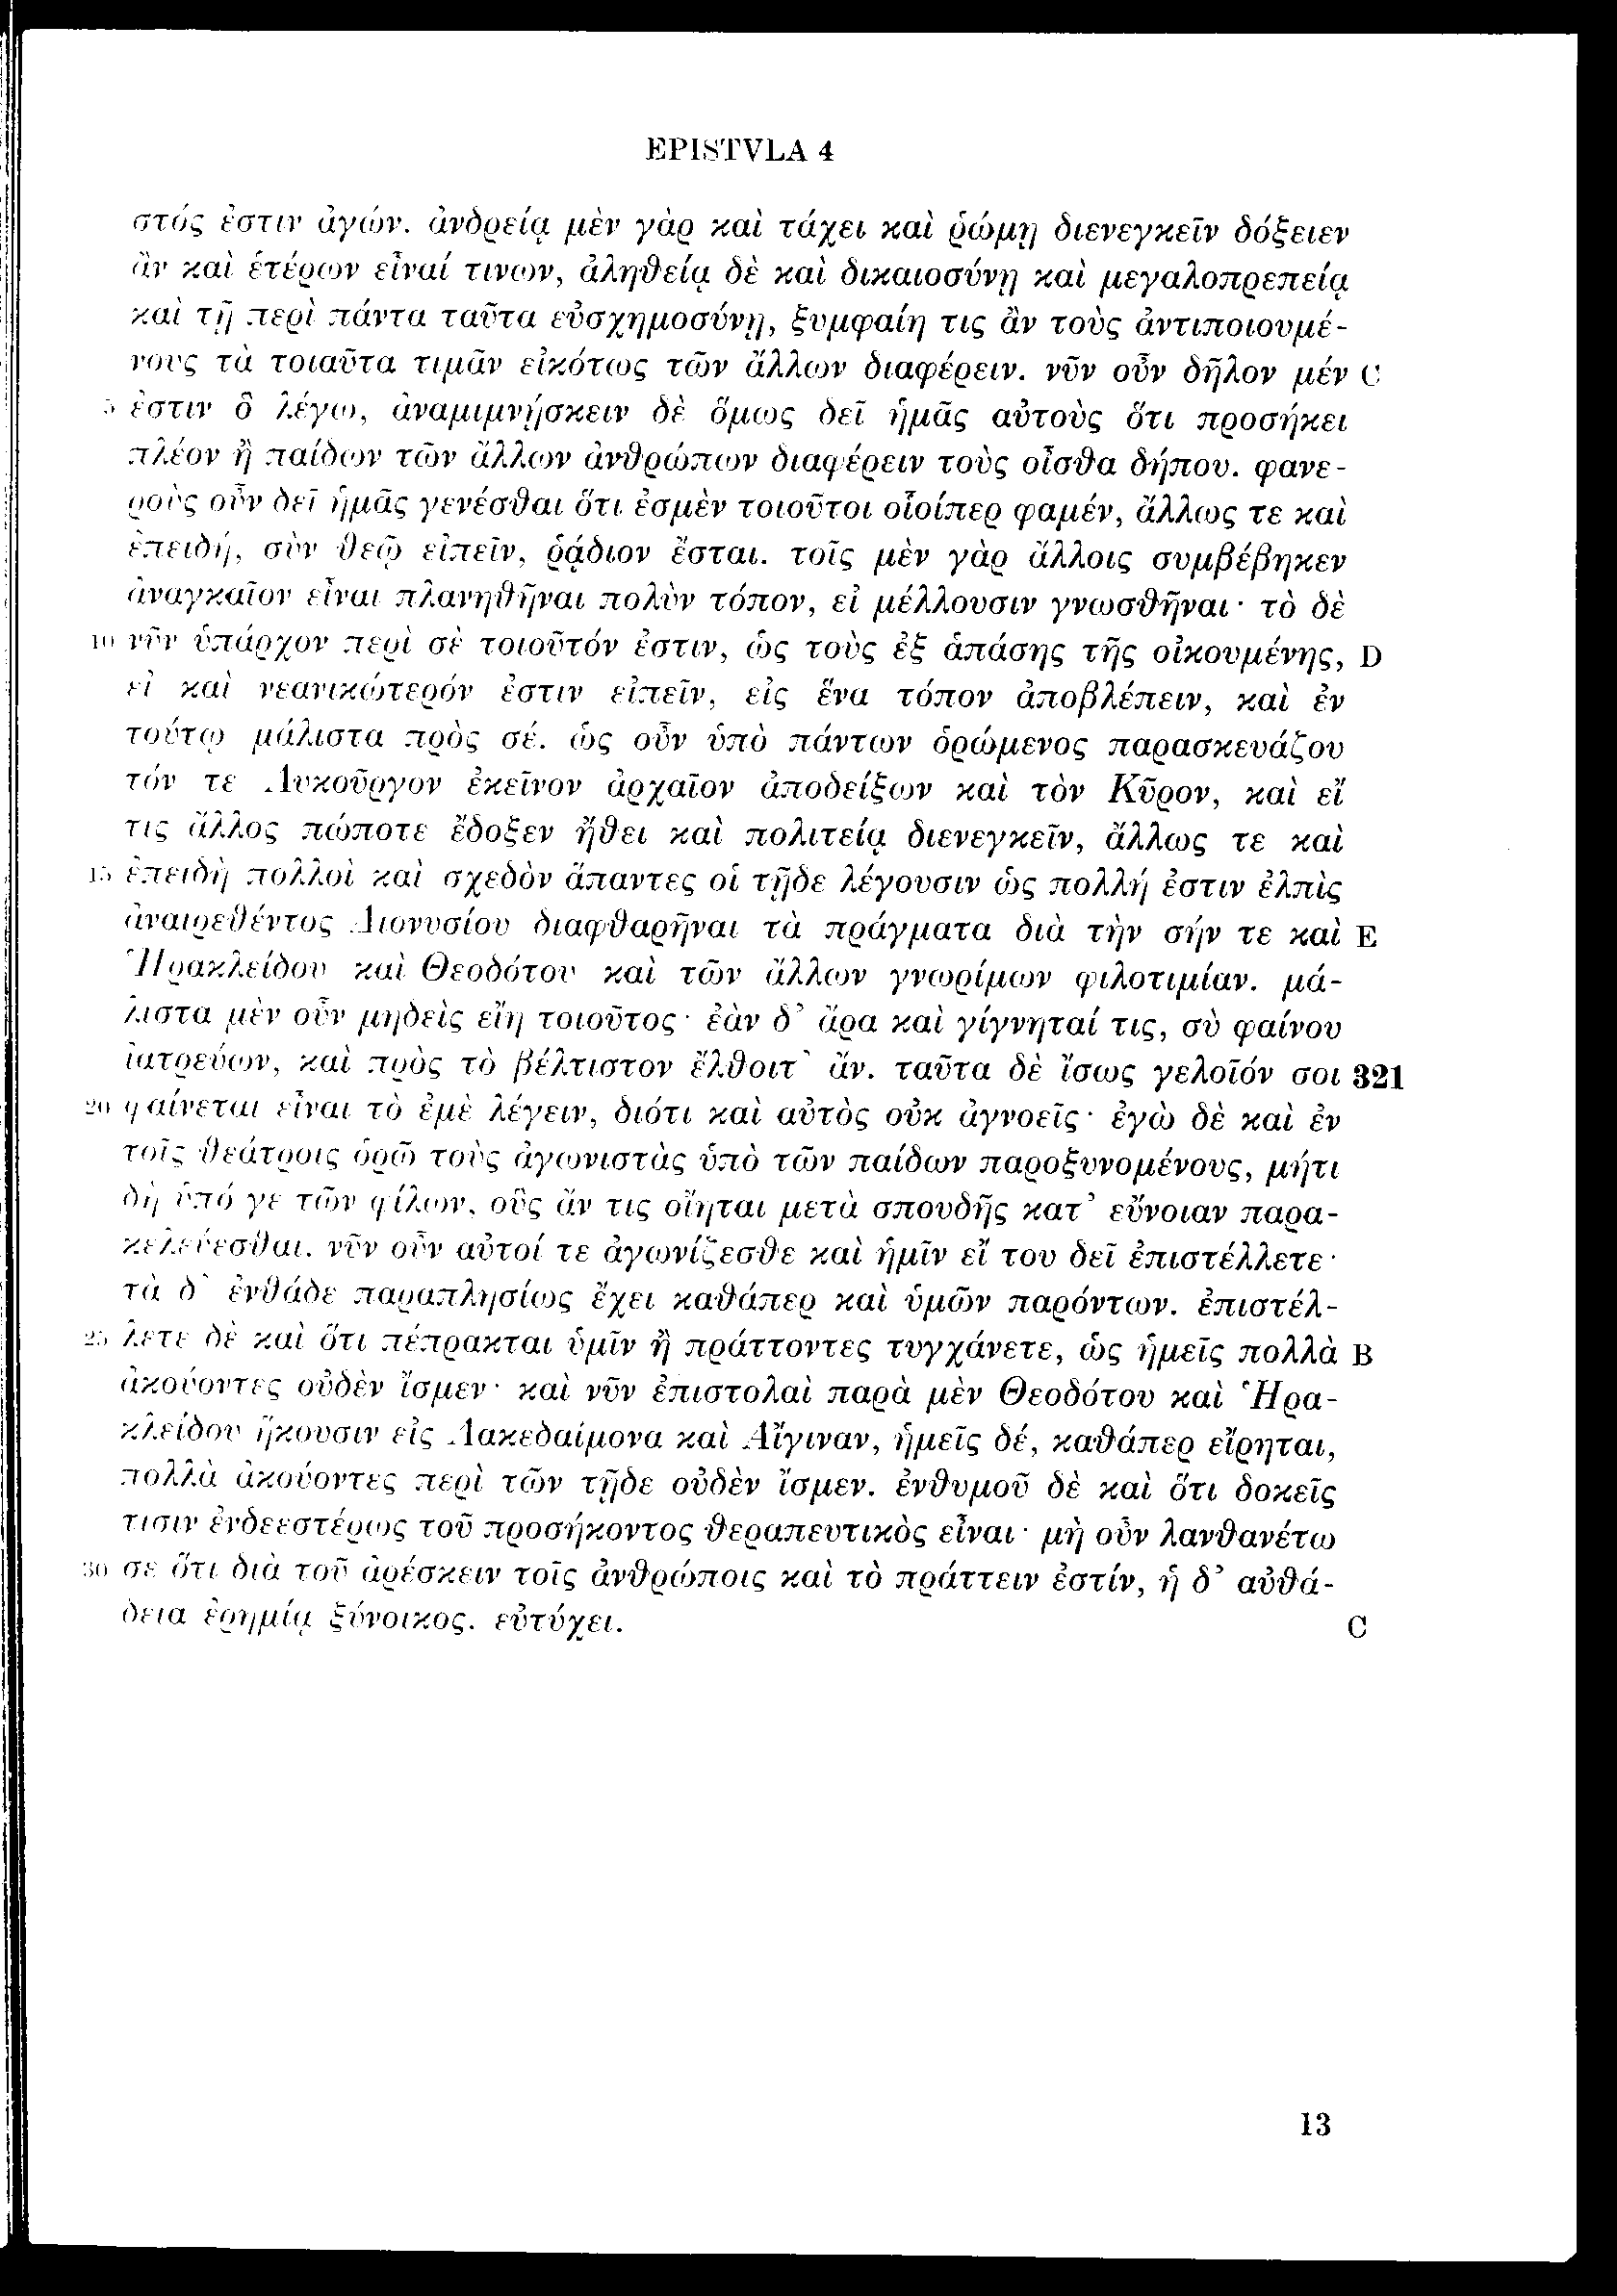 EPISTVLA 4
στός ἐστιν ἀγών. ἀνδρείᾳ μὲν γὰρ καὶ τάχει καὶ ῥώμῃ διενεγκεῖν δόξειεν
ἂν καὶ ἑτέρων εἶναί τινων, ἀληθείᾳ δὲ καὶ δικαιοσύνῃ καὶ μεγαλοπρεπείᾳ
καὶ τῇ περὶ πάντα ταῦτα εὐσχημοσύνῃ, ξυμφαίη τις ἂν τοὺς ἀντιποιουμέ-
νους τὰ τοιαῦτα τιμᾶν εἰκότως τῶν ἄλλων διαφέρειν. νῦν οὖν δῆλον μέν C
5 ἐστιν ὃ λέγω, ἀναμιμνῄσκειν δὲ ὅμως δεῖ ἡμᾶς αὐτοὺς ὅτι προσήκει
πλέον ἢ παίδων τῶν ἄλλων ἀνθρώπων διαφέρειν τοὺς οἶσθα δήπου. φανε-
ροὺς οὖν δεῖ ἡμᾶς γενέσθαι ὅτι ἐσμὲν τοιοῦτοι οἷοίπερ φαμέν, ἄλλως τε καὶ
ἐπειδή, σὺν θεῷ εἰπεῖν, ῥᾴδιον ἔσται. τοῖς μὲν γὰρ ἄλλοις συμβέβηκεν
ἀναγκαῖον εἶναι πλανηθῆναι πολὺν τόπον, εἰ μέλλουσιν γνωσθῆναι· τὸ δὲ
10 νῦν ὑπάρχον περὶ σὲ τοιοῦτόν ἐστιν, ὡς τοὺς ἐξ ἁπάσης τῆς οἰκουμένης, D
εἰ καὶ νεανικώτερόν ἐστιν εἰπεῖν, εἰς ἕνα τόπον ἀποβλέπειν, καὶ ἐν
τούτῳ μάλιστα πρὸς σέ. ὡς οὖν ὑπὸ πάντων ὁρώμενος παρασκευάζου
τόν τε Λυκοῦργον ἐκεῖνον ἀρχαῖον ἀποδείξων καὶ τὸν Κῦρον, καὶ εἴ
τις ἄλλος πώποτε ἔδοξεν ἤθει καὶ πολιτείᾳ διενεγκεῖν, ἄλλως τε καὶ
15 ἐπειδὴ πολλοὶ καὶ σχεδὸν ἅπαντες οἱ τῇδε λέγουσιν ὡς πολλή ἐστιν ἐλπὶς
ἀναιρεθέντος Διονυσίου διαφθαρῆναι τὰ πράγματα διὰ τὴν σήν τε καὶ E
Ἡρακλείδου καὶ Θεοδότου καὶ τῶν ἄλλων γνωρίμων φιλοτιμίαν. μά-
λιστα μὲν οὖν μηδεὶς εἴη τοιοῦτος· ἐὰν δ’ ἄρα καὶ γίγνηταί τις, σὺ φαίνου
ἰατρεύων, καὶ πρὸς τὸ βέλτιστον ἔλθοιτ’ ἄν. ταῦτα δὲ ἴσως γελοῖόν σοι 321
20 φαίνεται εἶναι τὸ ἐμὲ λέγειν, διότι καὶ αὐτὸς οὐκ ἀγνοεῖς· ἐγὼ δὲ καὶ ἐν
τοῖς θεάτροις ὁρῶ τοὺς ἀγωνιστὰς ὑπὸ τῶν παίδων παροξυνομένους, μήτι
δὴ ὑπό γε τῶν φίλων, οὓς ἄν τις οἴηται μετὰ σπουδῆς κατ’ εὔνοιαν παρα-
κελεύεσθαι. νῦν οὖν αὐτοί τε ἀγωνίζεσθε καὶ ἡμῖν εἴ του δεῖ ἐπιστέλλετε·
τὰ δ’ ἐνθάδε παραπλησίως ἔχει καθάπερ καὶ ὑμῶν παρόντων. ἐπιστέλ-
25 λετε δὲ καὶ ὅτι πέπρακται ὑμῖν ἢ πράττοντες τυγχάνετε, ὡς ἡμεῖς πολλὰ B
ἀκούοντες οὐδὲν ἴσμεν· καὶ νῦν ἐπιστολαὶ παρὰ μὲν Θεοδότου καὶ Ἡρα-
κλείδου ἥκουσιν εἰς Λακεδαίμονα καὶ Αἴγιναν, ἡμεῖς δέ, καθάπερ εἴρηται,
πολλὰ ἀκούοντες περὶ τῶν τῇδε οὐδὲν ἴσμεν. ἐνθυμοῦ δὲ καὶ ὅτι δοκεῖς
τισιν ἐνδεεστέρως τοῦ προσήκοντος θεραπευτικὸς εἶναι· μὴ οὖν λανθανέτω
30 σε ὅτι διὰ τοῦ ἀρέσκειν τοῖς ἀνθρώποις καὶ τὸ πράττειν ἐστίν, ἡ δ’ αὐθά-
δεια ἐρημίᾳ ξύνοικος. εὐτύχει. C
13